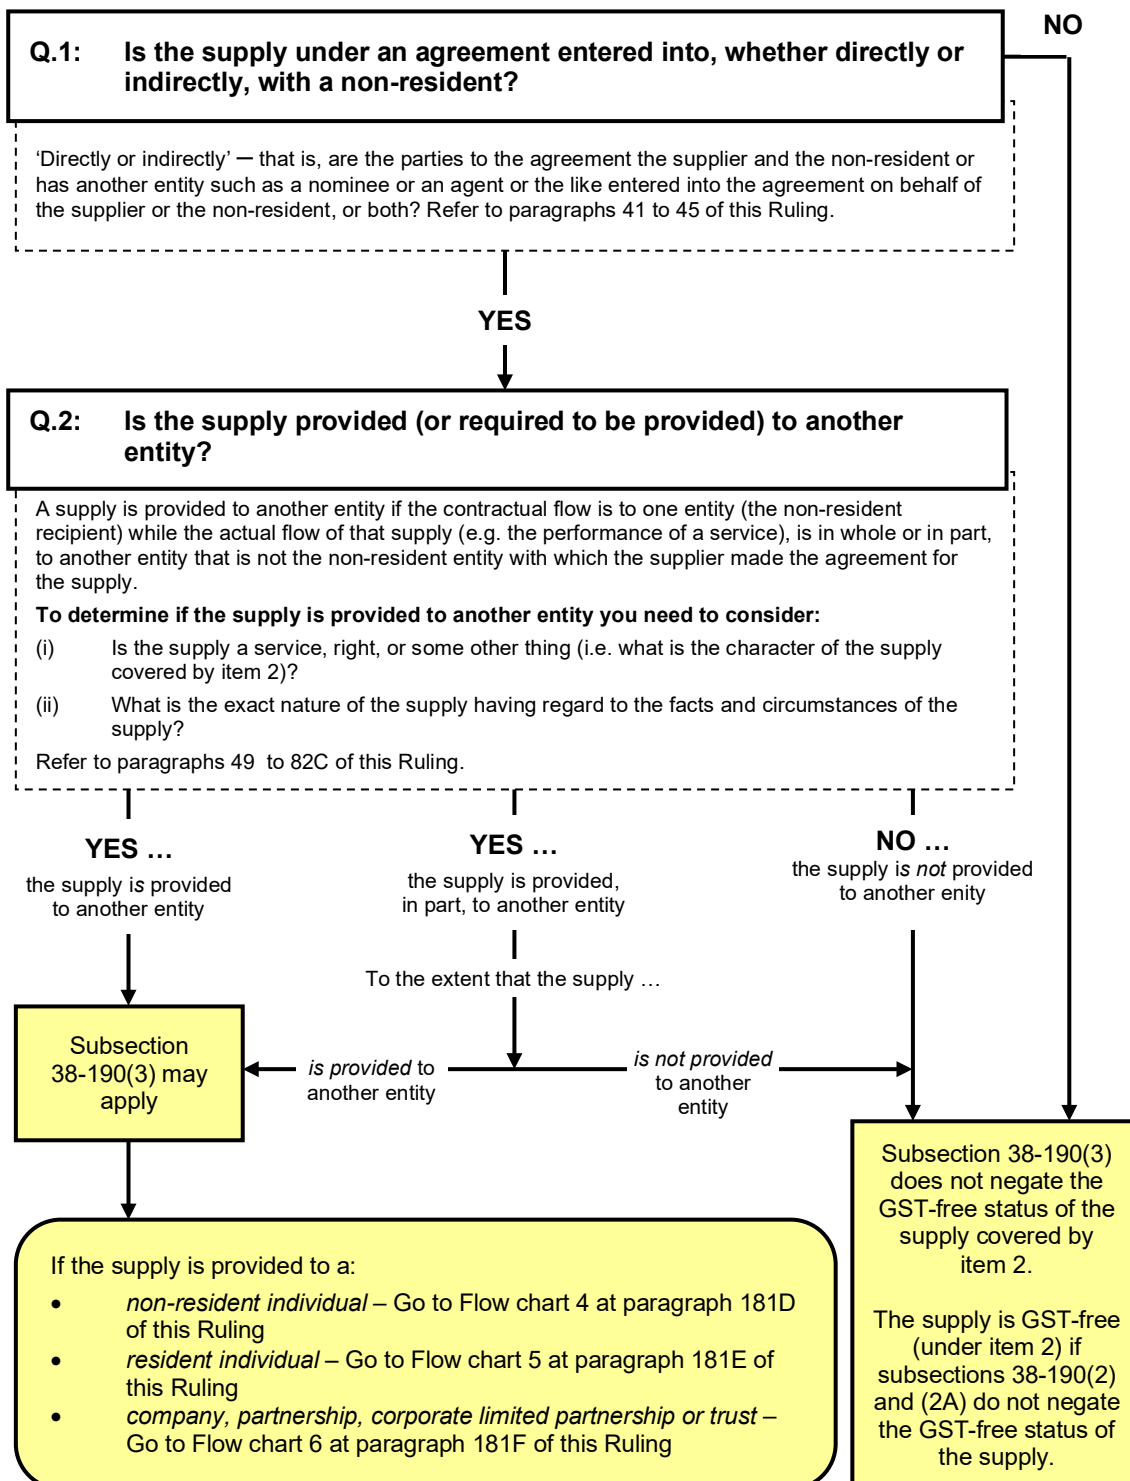 NO
Q.1: Is the supply under an agreement entered into, whether directly or
indirectly, with a non-resident?
'Directly or indirectly' – that is, are the parties to the agreement the supplier and the non-resident or
has another entity such as a nominee or an agent or the like entered into the agreement on behalf of
the supplier or the non-resident, or both? Refer to paragraphs 41 to 45 of this Ruling.
YES
Q.2: Is the supply provided (or required to be provided) to another
entity?
A supply is provided to another entity if the contractual flow is to one entity (the non-resident
recipient) while the actual flow of that supply (e.g. the performance of a service), is in whole or in part,
to another entity that is not the non-resident entity with which the supplier made the agreement for
the supply.
To determine if the supply is provided to another entity you need to consider:
(i) Is the supply a service, right, or some other thing (i.e. what is the character of the supply
covered by item 2)?
(ii) What is the exact nature of the supply having regard to the facts and circumstances of the
supply?
Refer to paragraphs 49 to 82C of this Ruling.
YES …
the supply is provided
to another entity
YES …
the supply is provided,
in part, to another entity
NO …
the supply is not provided
to another enity
To the extent that the supply …
Subsection
38-190(3) may
apply
is provided to
another entity
is not provided
to another
entity
If the supply is provided to a:
• non-resident individual – Go to Flow chart 4 at paragraph 181D
of this Ruling
• resident individual – Go to Flow chart 5 at paragraph 181E of
this Ruling
• company, partnership, corporate limited partnership or trust –
Go to Flow chart 6 at paragraph 181F of this Ruling
Subsection 38-190(3)
does not negate the
GST-free status of the
supply covered by
item 2.
The supply is GST-free
(under item 2) if
subsections 38-190(2)
and (2A) do not negate
the GST-free status of
the supply.